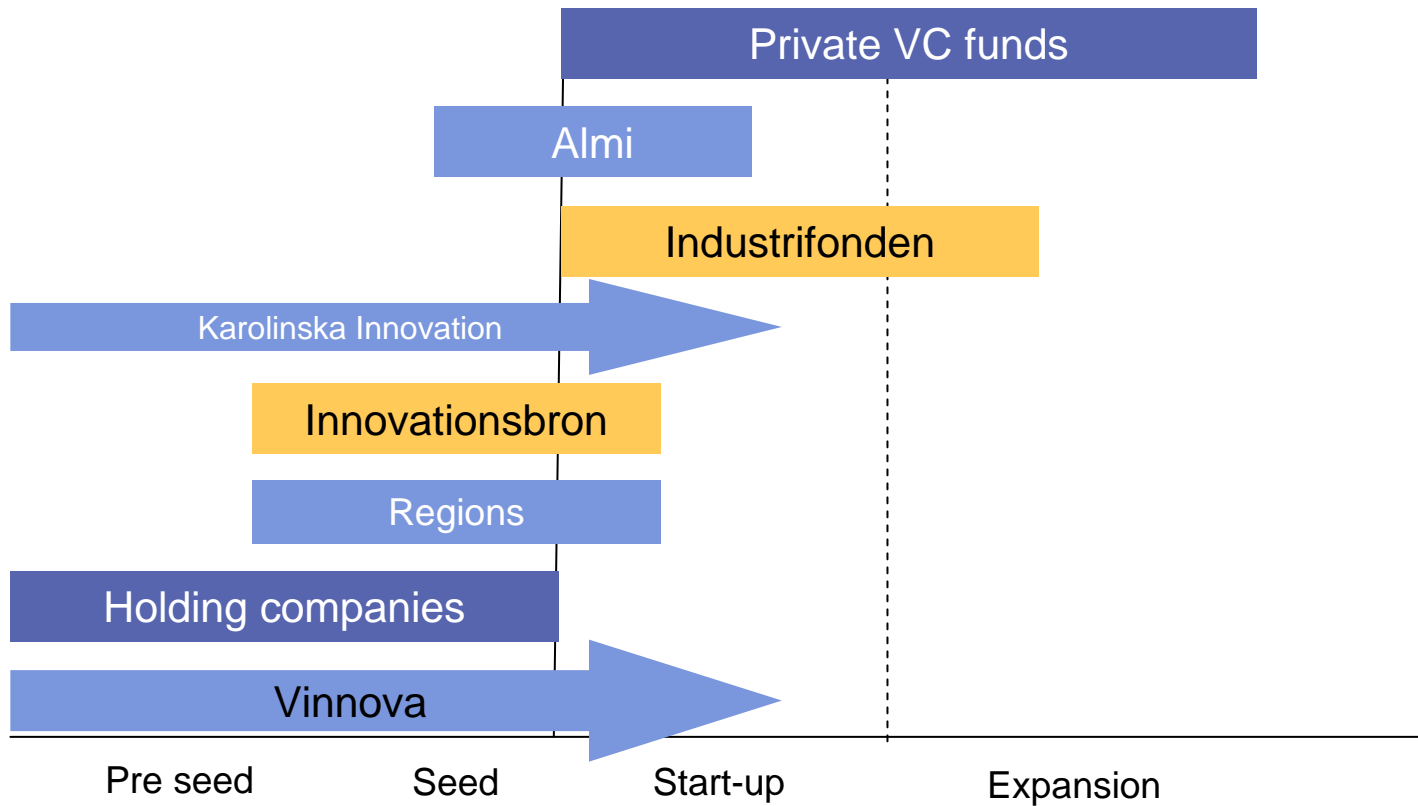 Private VC funds
Almi
Industrifonden
Karolinska Innovation
Innovationsbron
Regions
Holding companies
Vinnova
Pre seed
Seed
Start-up
Expansion